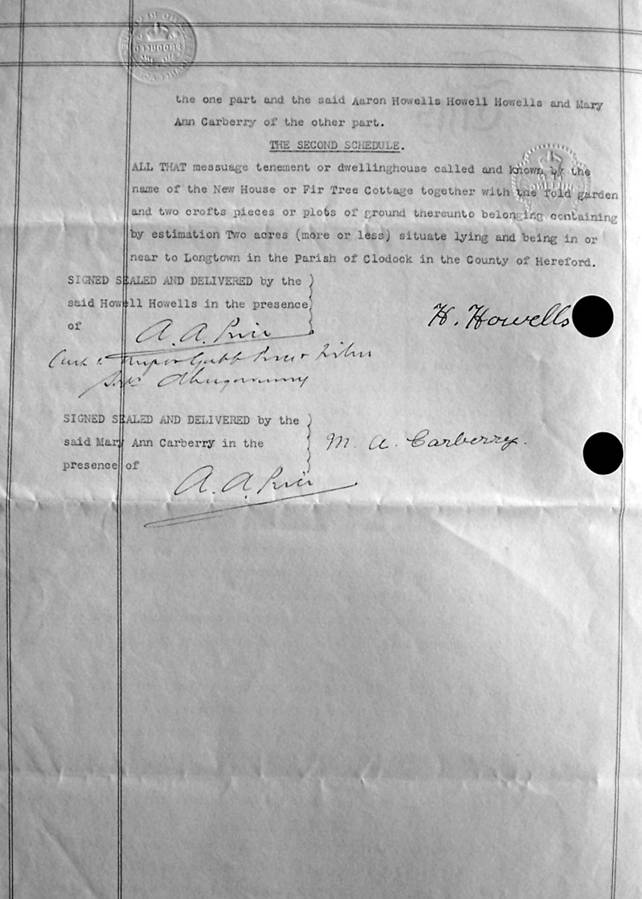 the one part and the said Aaron Howells Howell Howells and Mary
Ann Carberry of the other part.
THE SECOND SCHEDULE.
ALL THAT message tenement or dwellinghouse called and known by the
name of the New House or Fir Tree Cottage together with the fold garden
and two crofts pieces or plots of ground thereunto belonging containing
by estimation Two acres (more or less) situate lying and being in or
near to Longtown in the Parish of Clodock in the County of Hereford.
SIGNED SEALED AND DELIVERED by the
said Howell Howells in the presence
of
A. A. Price
H. Howells
Clerk to
Abergavenny
SIGNED SEALED AND DELIVERED by the
said Mary Ann Carberry in the
presence of
M. A. Carberry.
A. A. Price